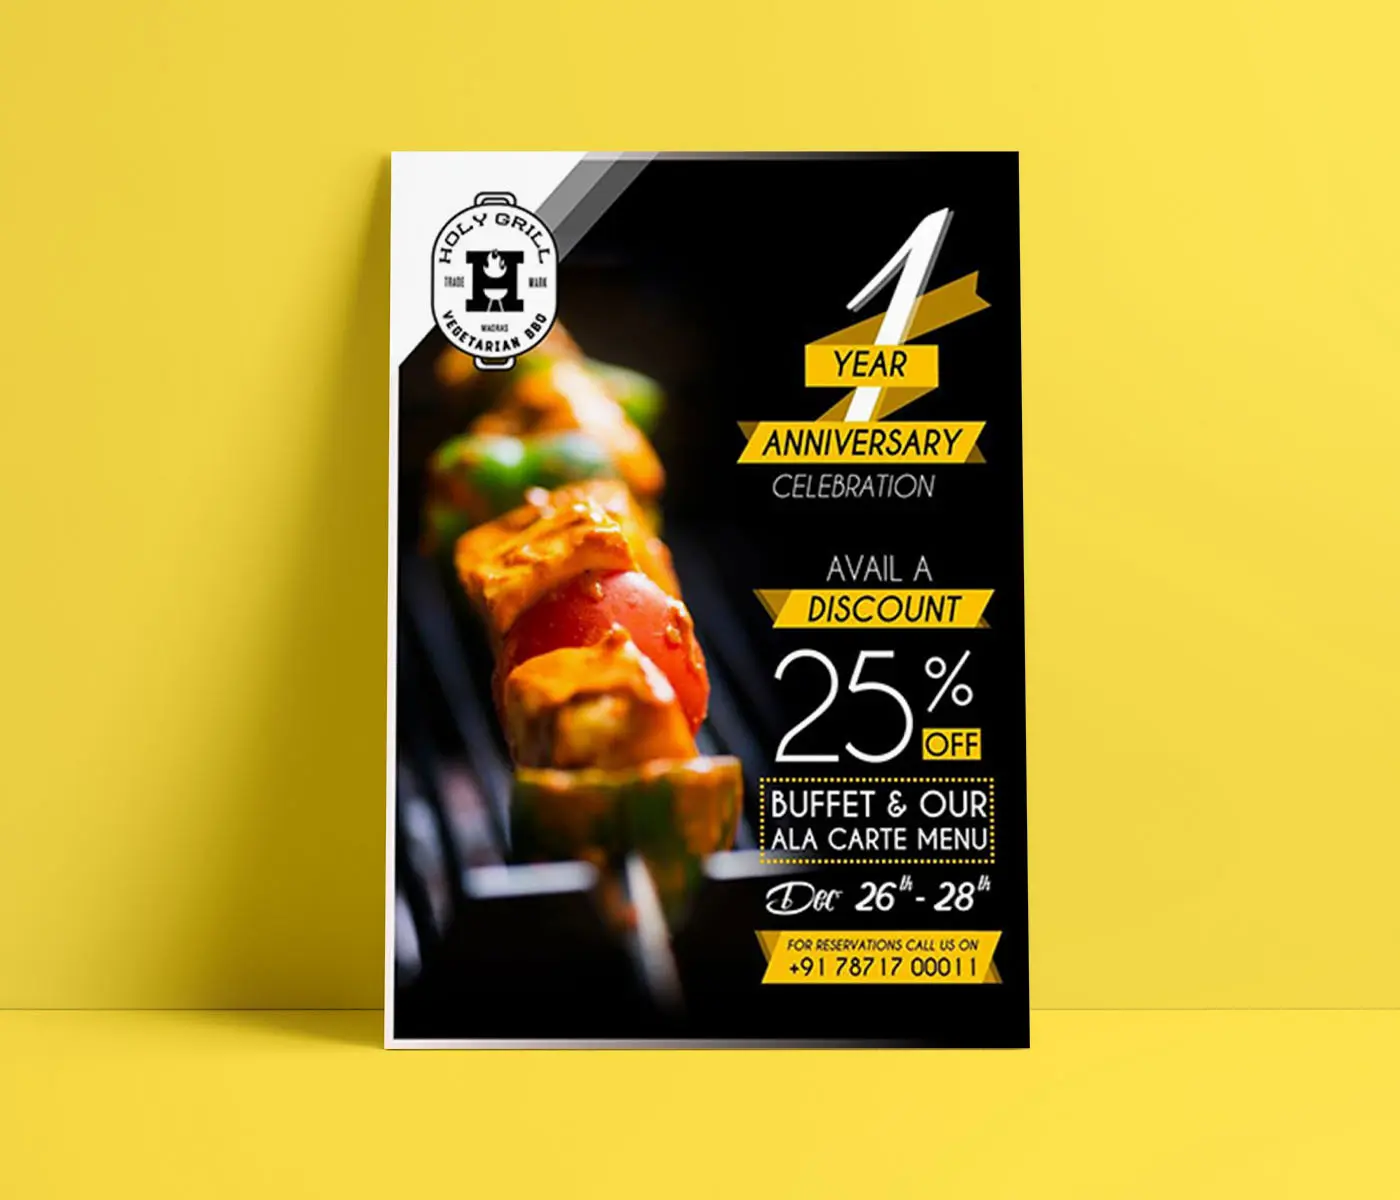 HOLY GRILL
TRADE MARK
H
MADRAS
VEGETARIAN BBQ
1
YEAR
ANNIVERSARY
CELEBRATION
AVAIL A
DISCOUNT
25%
OFF
BUFFET & OUR
ALA CARTE MENU
Dec 26th - 28th
FOR RESERVATIONS CALL US ON
+91 78717 00011